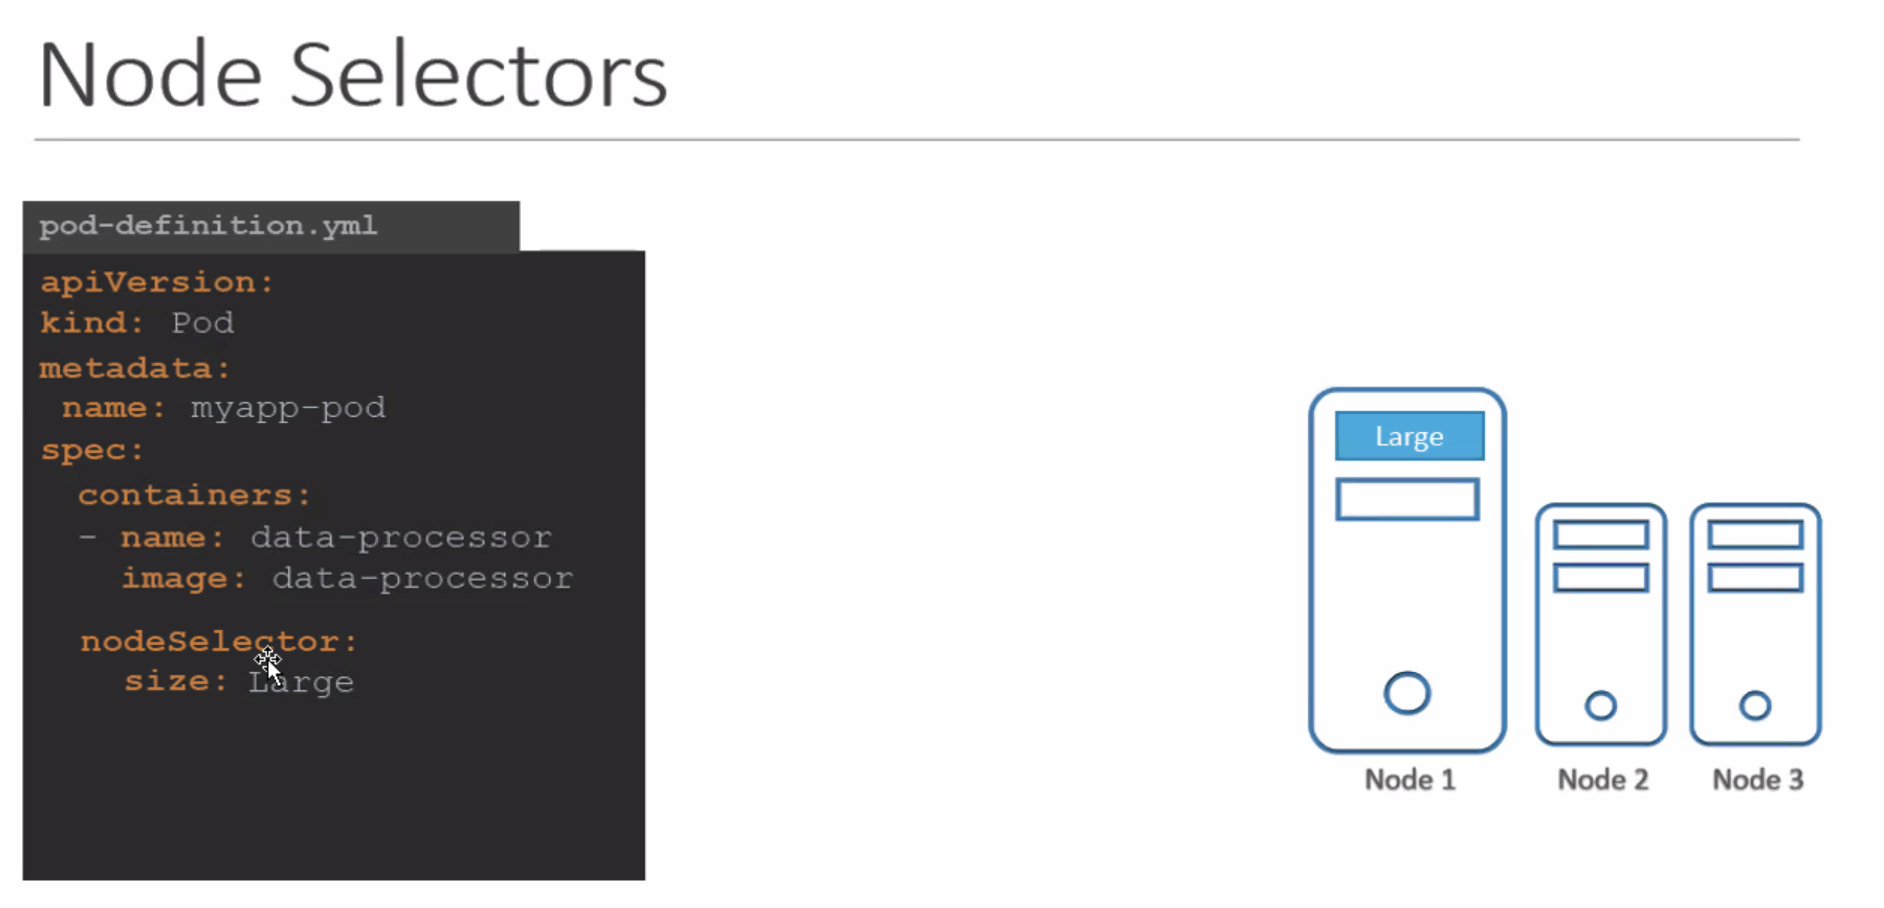 Node Selectors
pod-definition.yml
apiVersion:
kind: Pod
metadata:
 name: myapp-pod
spec:
  containers:
  - name: data-processor
    image: data-processor
  nodeSelector:
    size: Large
Large
Node 1
Node 2
Node 3